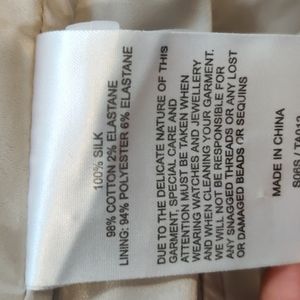 100% SILK
98% COTTON 2% ELASTANE
LINING: 94% POLYESTER 6% ELASTANE
DUE TO THE DELICATE NATURE OF THIS
GARMENT, SPECIAL CARE AND
ATTENTION MUST BE TAKEN WHEN
WEARING WATCHES AND JEWELLERY
AND WHEN CLEANING YOUR GARMENT.
WE WILL NOT BE RESPONSIBLE FOR
ANY SNAGGED THREADS OR ANY LOST
OR DAMAGED BEADS OR SEQUINS
MADE IN CHINA